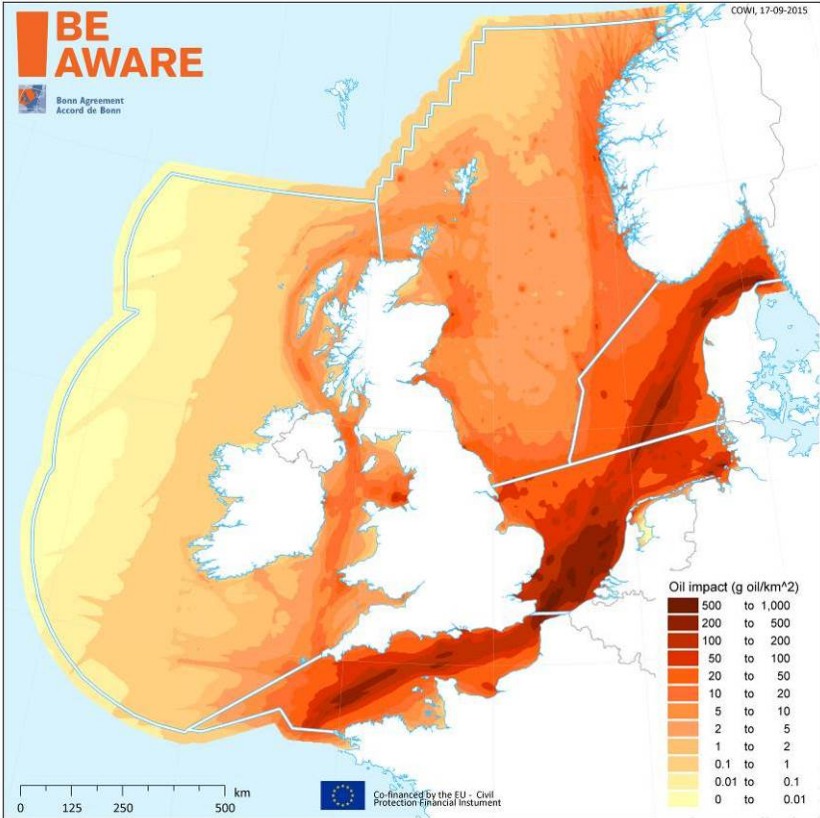 COWI, 17-09-2015
BE
AWARE
Bonn Agreement
Accord de Bonn
Oil impact (g oil/km^2)
500 to 1,000
200 to 500
100 to 200
50 to 100
20 to 50
10 to 20
5 to 10
2 to 5
1 to 2
0.1 to 1
0.01 to 0.1
0 to 0.01
km
0 125 250 500
Co-financed by the EU - Civil
Protection Financial Instument